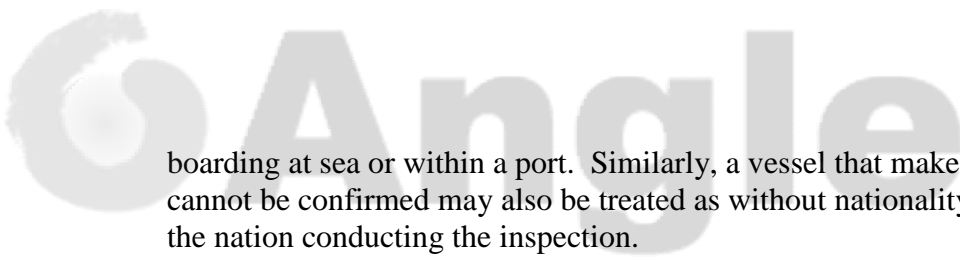 Angle
boarding at sea or within a port. Similarly, a vessel that make
cannot be confirmed may also be treated as without nationality
the nation conducting the inspection.